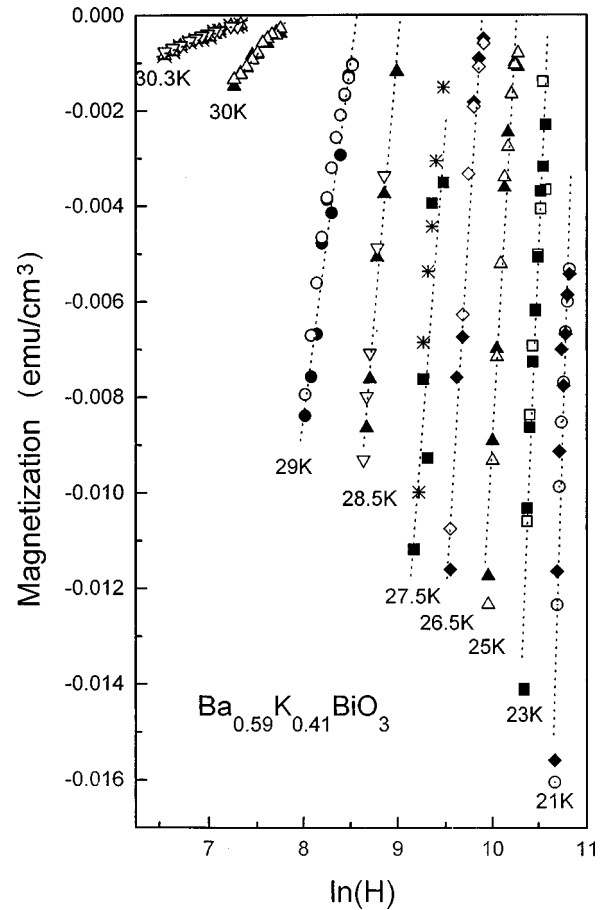 0.000
-0.002
-0.004
-0.006
-0.008
-0.010
-0.012
-0.014
-0.016
Magnetization (emu/cm³)
30.3K
30K
29K
28.5K
27.5K
26.5K
25K
23K
21K
Ba₀.₅₉K₀.₄₁BiO₃
7 8 9 10 11
ln(H)